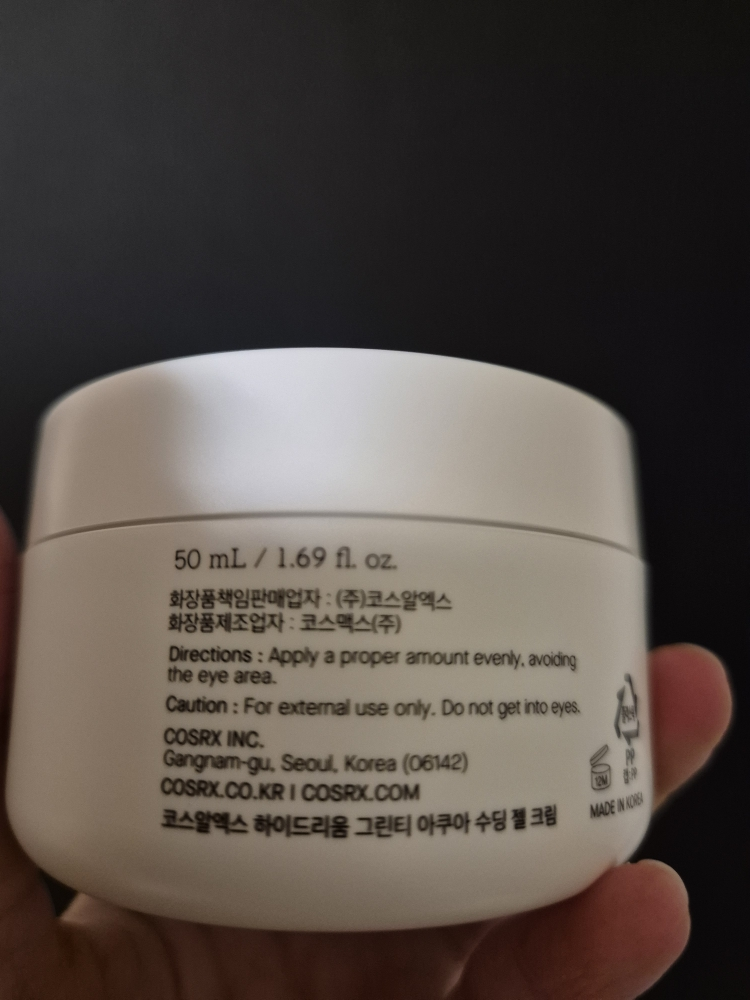 50 mL / 1.69 fl. oz.
화장품책임판매업자 : (주)코스알엑스
화장품제조업자 : 코스맥스(주)
Directions : Apply a proper amount evenly, avoiding
the eye area.
Caution : For external use only. Do not get into eyes.
COSRX INC.
Gangnam-gu, Seoul, Korea (06142)
COSRX.CO.KR I COSRX.COM
코스알엑스 하이드리움 그린티 아쿠아 수딩 젤 크림
PP
12M
MADE IN KOREA